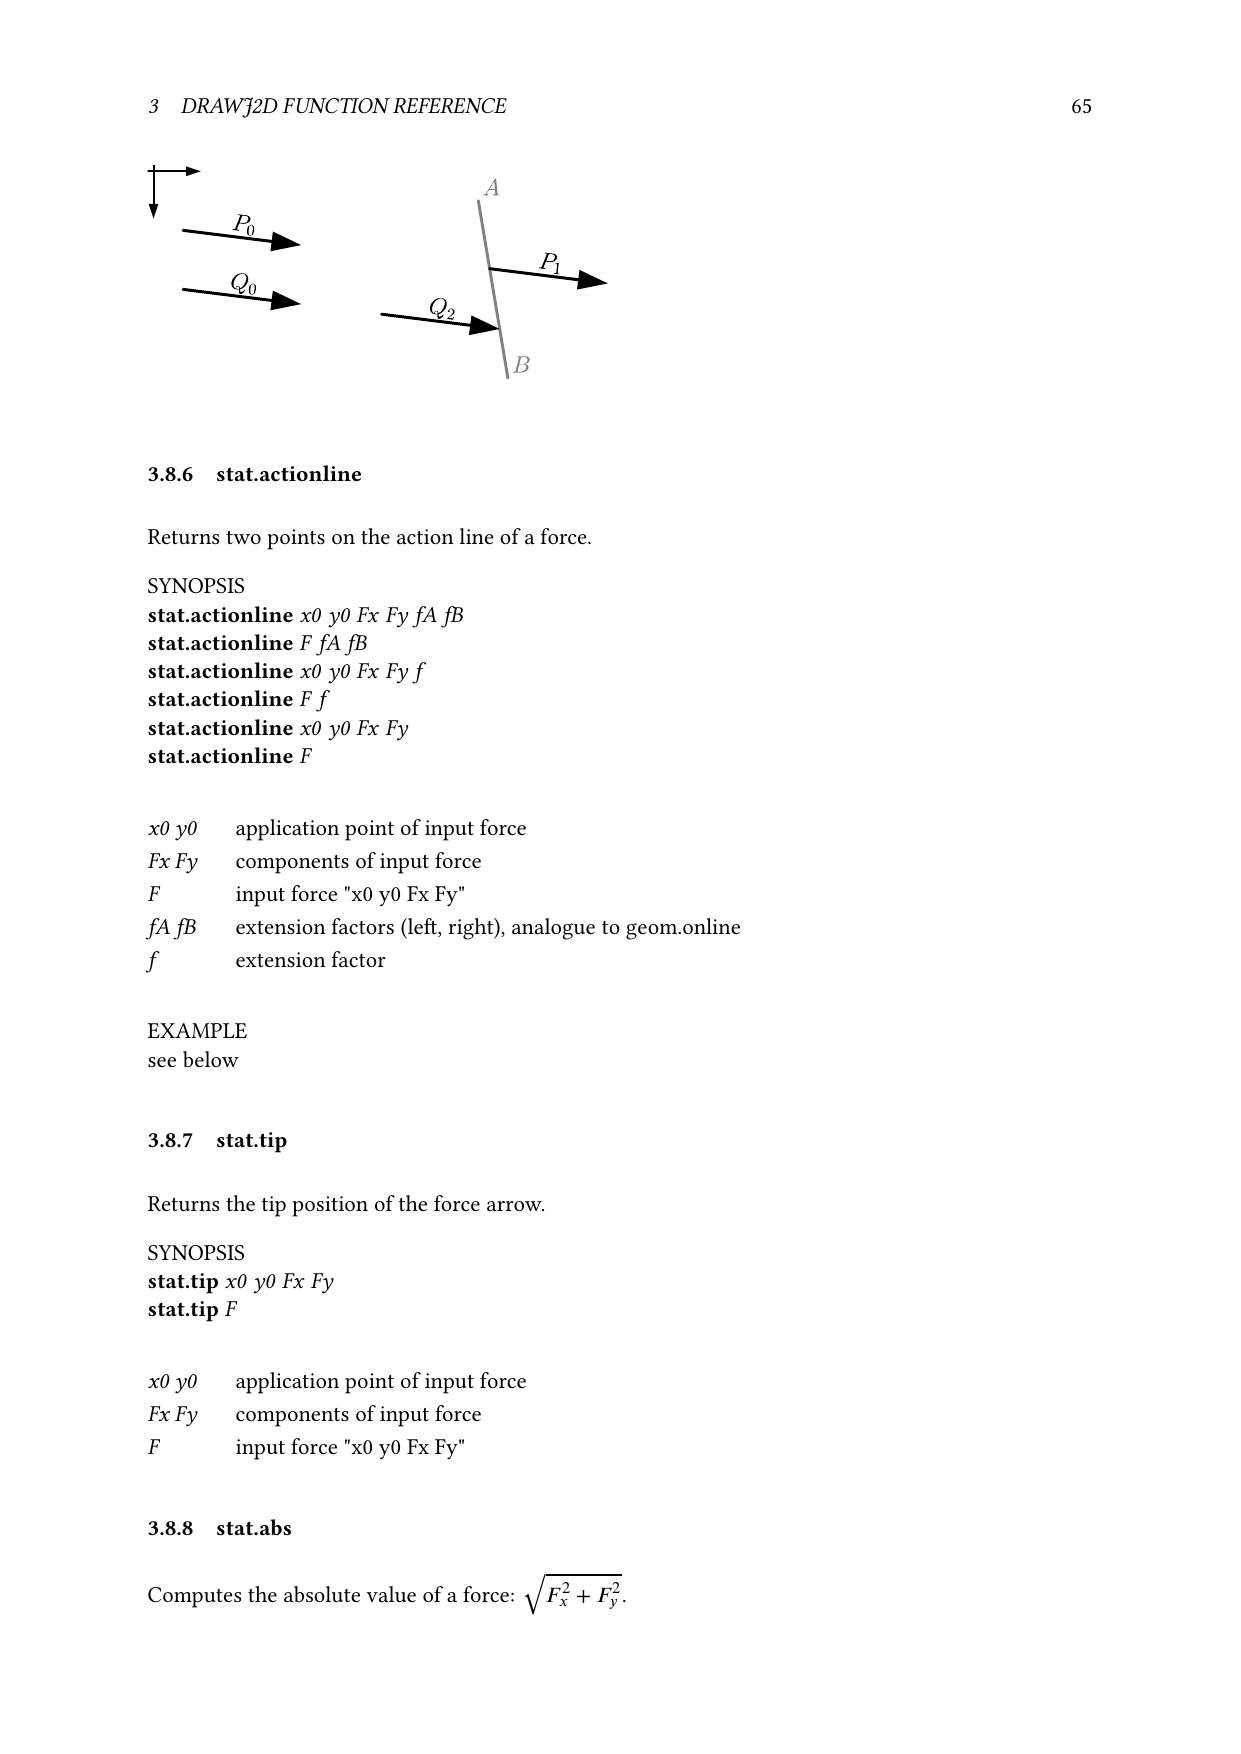 3 DRAWJ2D FUNCTION REFERENCE 65
A
P0
P1
Q0
Q2
B
3.8.6 stat.actionline
Returns two points on the action line of a force.
SYNOPSIS
stat.actionline x0 y0 Fx Fy fA fB
stat.actionline F fA fB
stat.actionline x0 y0 Fx Fy f
stat.actionline F f
stat.actionline x0 y0 Fx Fy
stat.actionline F
x0 y0 application point of input force
Fx Fy components of input force
F input force "x0 y0 Fx Fy"
fA fB extension factors (left, right), analogue to geom.online
f extension factor
EXAMPLE
see below
3.8.7 stat.tip
Returns the tip position of the force arrow.
SYNOPSIS
stat.tip x0 y0 Fx Fy
stat.tip F
x0 y0 application point of input force
Fx Fy components of input force
F input force "x0 y0 Fx Fy"
3.8.8 stat.abs
Computes the absolute value of a force: √(F_x^2 + F_y^2).